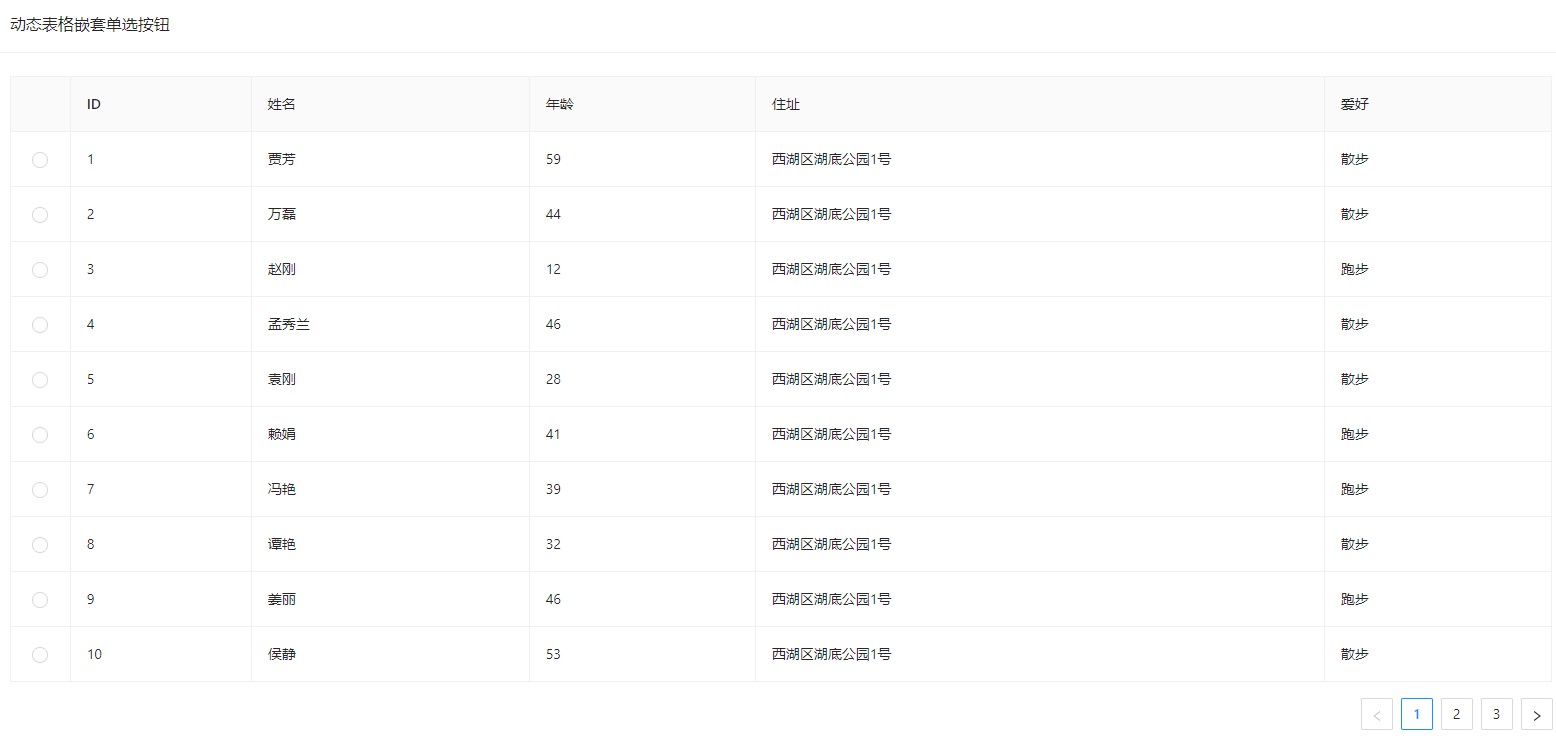 动态表格嵌套单选按钮
ID 姓名 年龄 住址 爱好
1 贾芳 59 西湖区湖底公园1号 散步
2 万磊 44 西湖区湖底公园1号 散步
3 赵刚 12 西湖区湖底公园1号 跑步
4 孟秀兰 46 西湖区湖底公园1号 散步
5 袁刚 28 西湖区湖底公园1号 散步
6 赖娟 41 西湖区湖底公园1号 跑步
7 冯艳 39 西湖区湖底公园1号 跑步
8 谭艳 32 西湖区湖底公园1号 散步
9 姜丽 46 西湖区湖底公园1号 跑步
10 侯静 53 西湖区湖底公园1号 散步
< 1 2 3 >